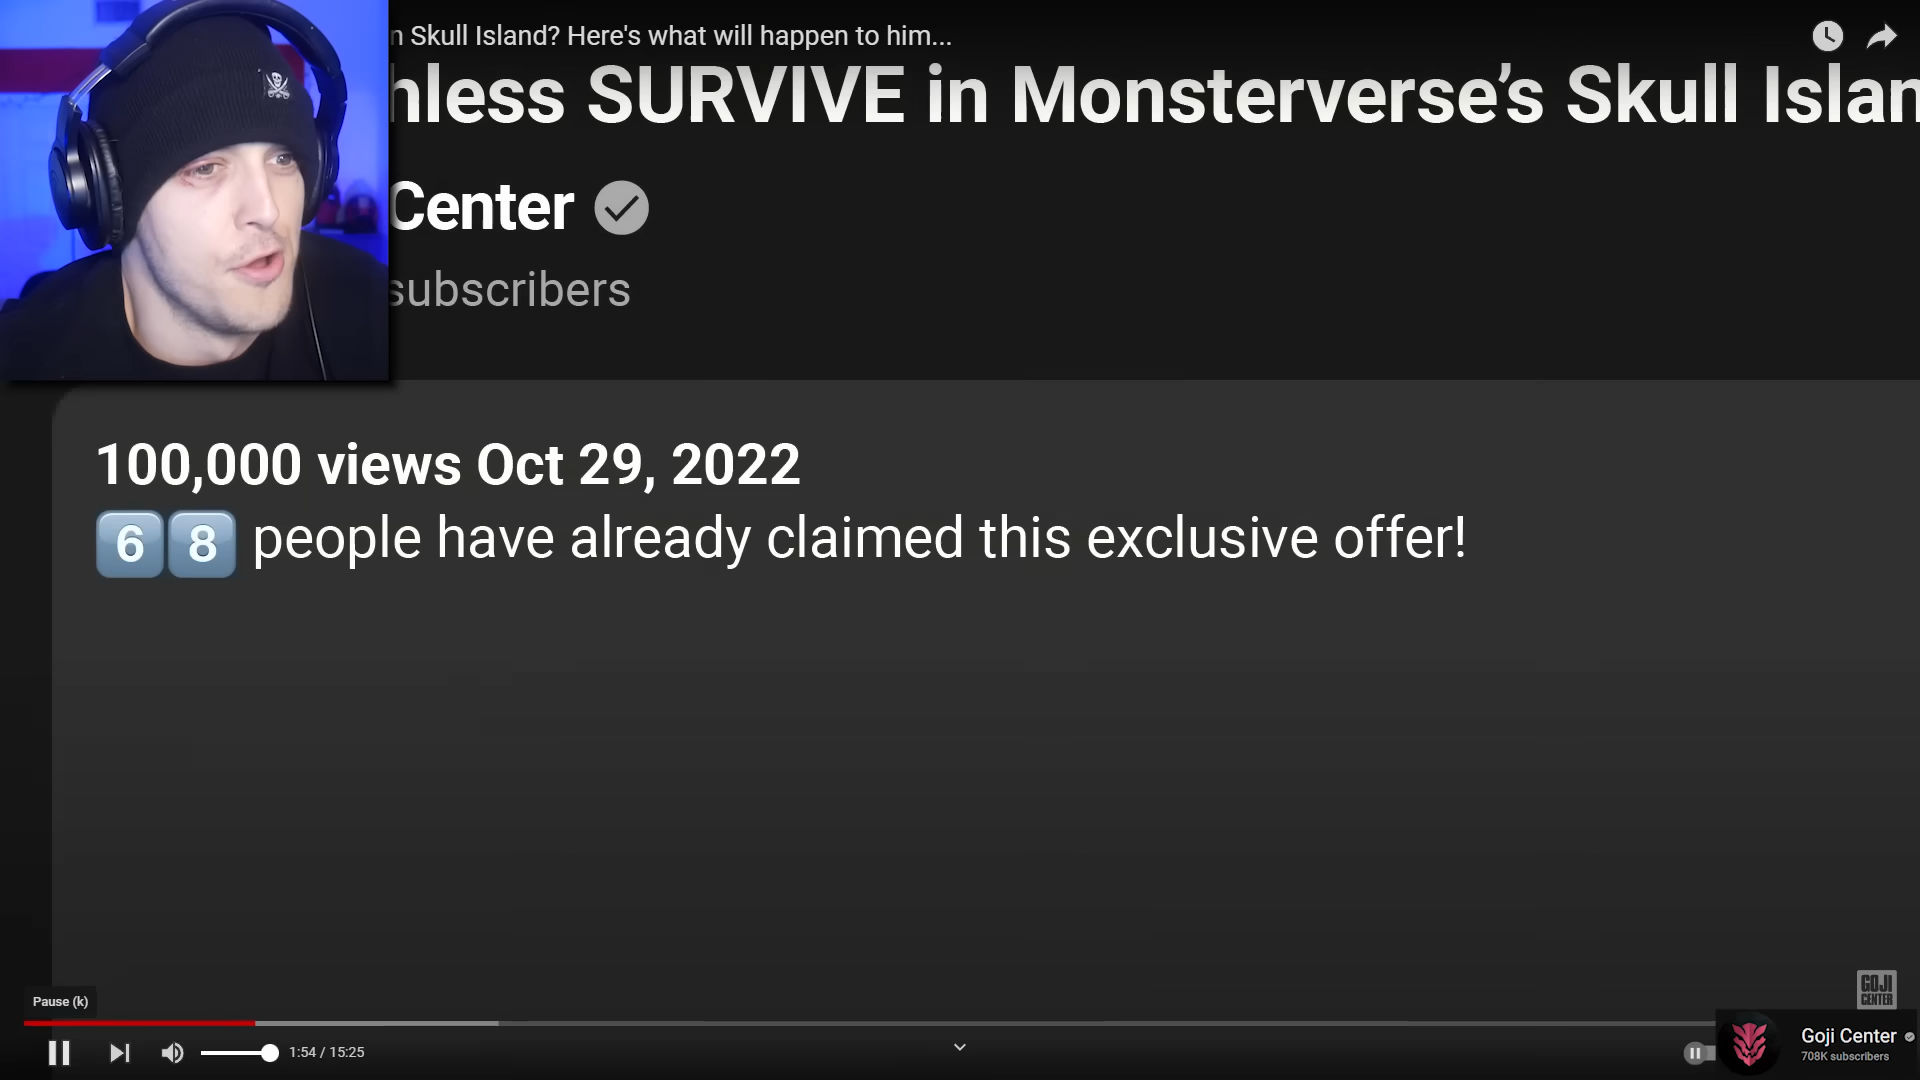 n Skull Island? Here's what will happen to him...
hless SURVIVE in Monsterverse’s Skull Islan
Center
subscribers
100,000 views Oct 29, 2022
6️⃣8️⃣ people have already claimed this exclusive offer!
GOJI
CENTER
Pause (k)
1:54 / 15:25
Goji Center
708K subscribers